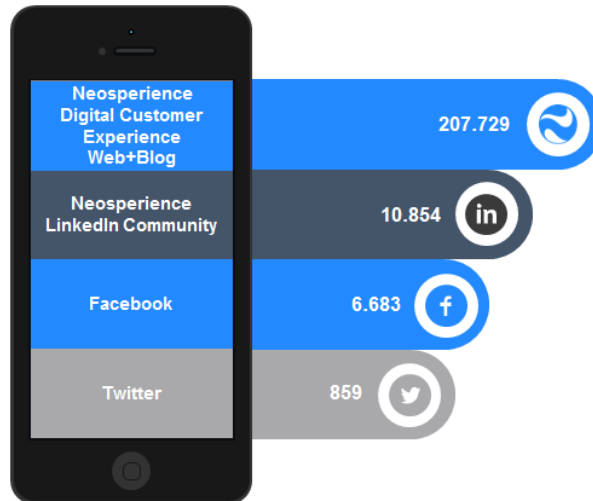 Neosperience
Digital Customer
Experience
Web+Blog
207.729
Neosperience
LinkedIn Community
10.854
in
Facebook
6.683
f
Twitter
859